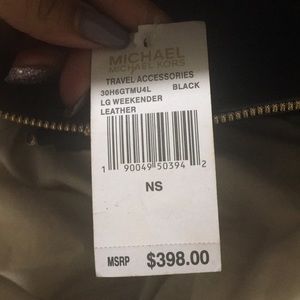 MICHAEL
MICHAEL KORS
TRAVEL ACCESSORIES
30H6GTMU4L BLACK
LG WEEKENDER
LEATHER
1 90049 50394 2
NS
MSRP $398.00